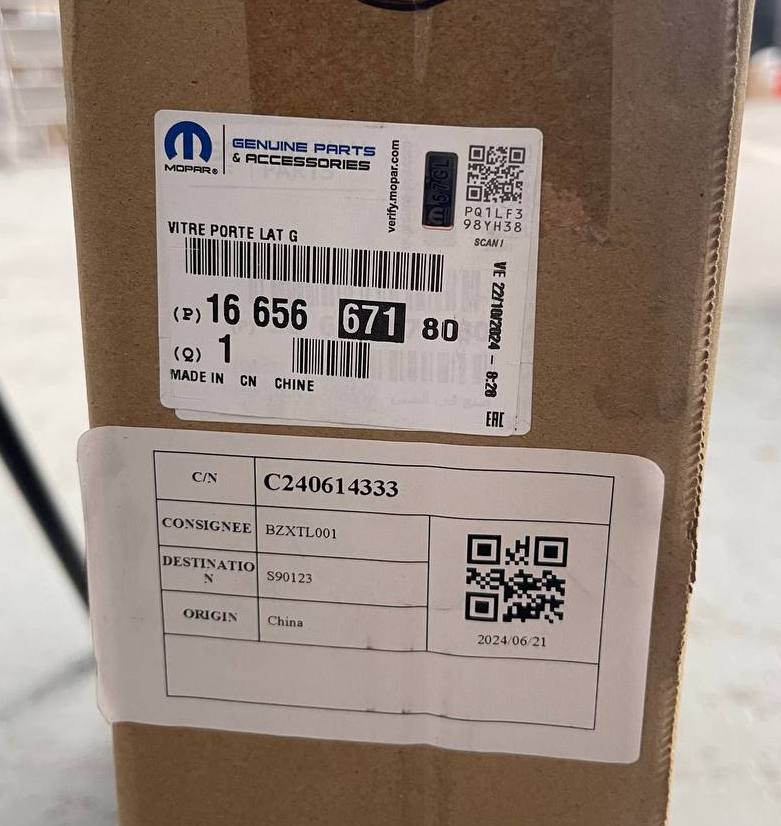 MOPAR®
GENUINE PARTS
& ACCESSORIES
verify.mopar.com
57GL
PQ1LF3
98YH38
SCAN!
VITRE PORTE LAT G
(P) 16 656 671 80
(Q) 1
MADE IN CN CHINE
VE 22/10/2024 – 8:28
EAC
C/N C240614333
CONSIGNEE BZXTL001
DESTINATIO
N S90123
ORIGIN China
2024/06/21